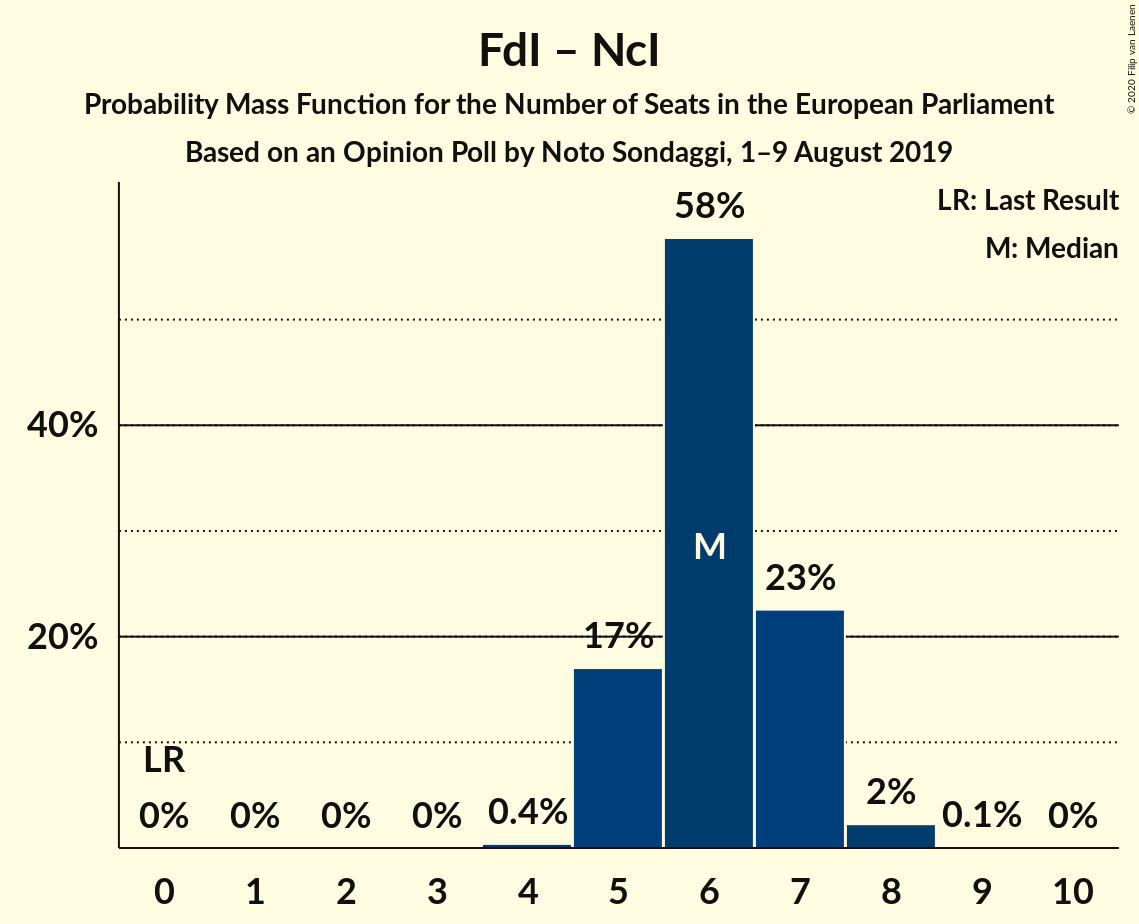 FdI – NcI
Probability Mass Function for the Number of Seats in the European Parliament
Based on an Opinion Poll by Noto Sondaggi, 1–9 August 2019
© 2020 Filip van Laenen
LR: Last Result
M: Median
58%
40%
M
23%
20%
17%
LR
0%
0%
0%
0%
0.4%
2%
0.1%
0%
0 1 2 3 4 5 6 7 8 9 10